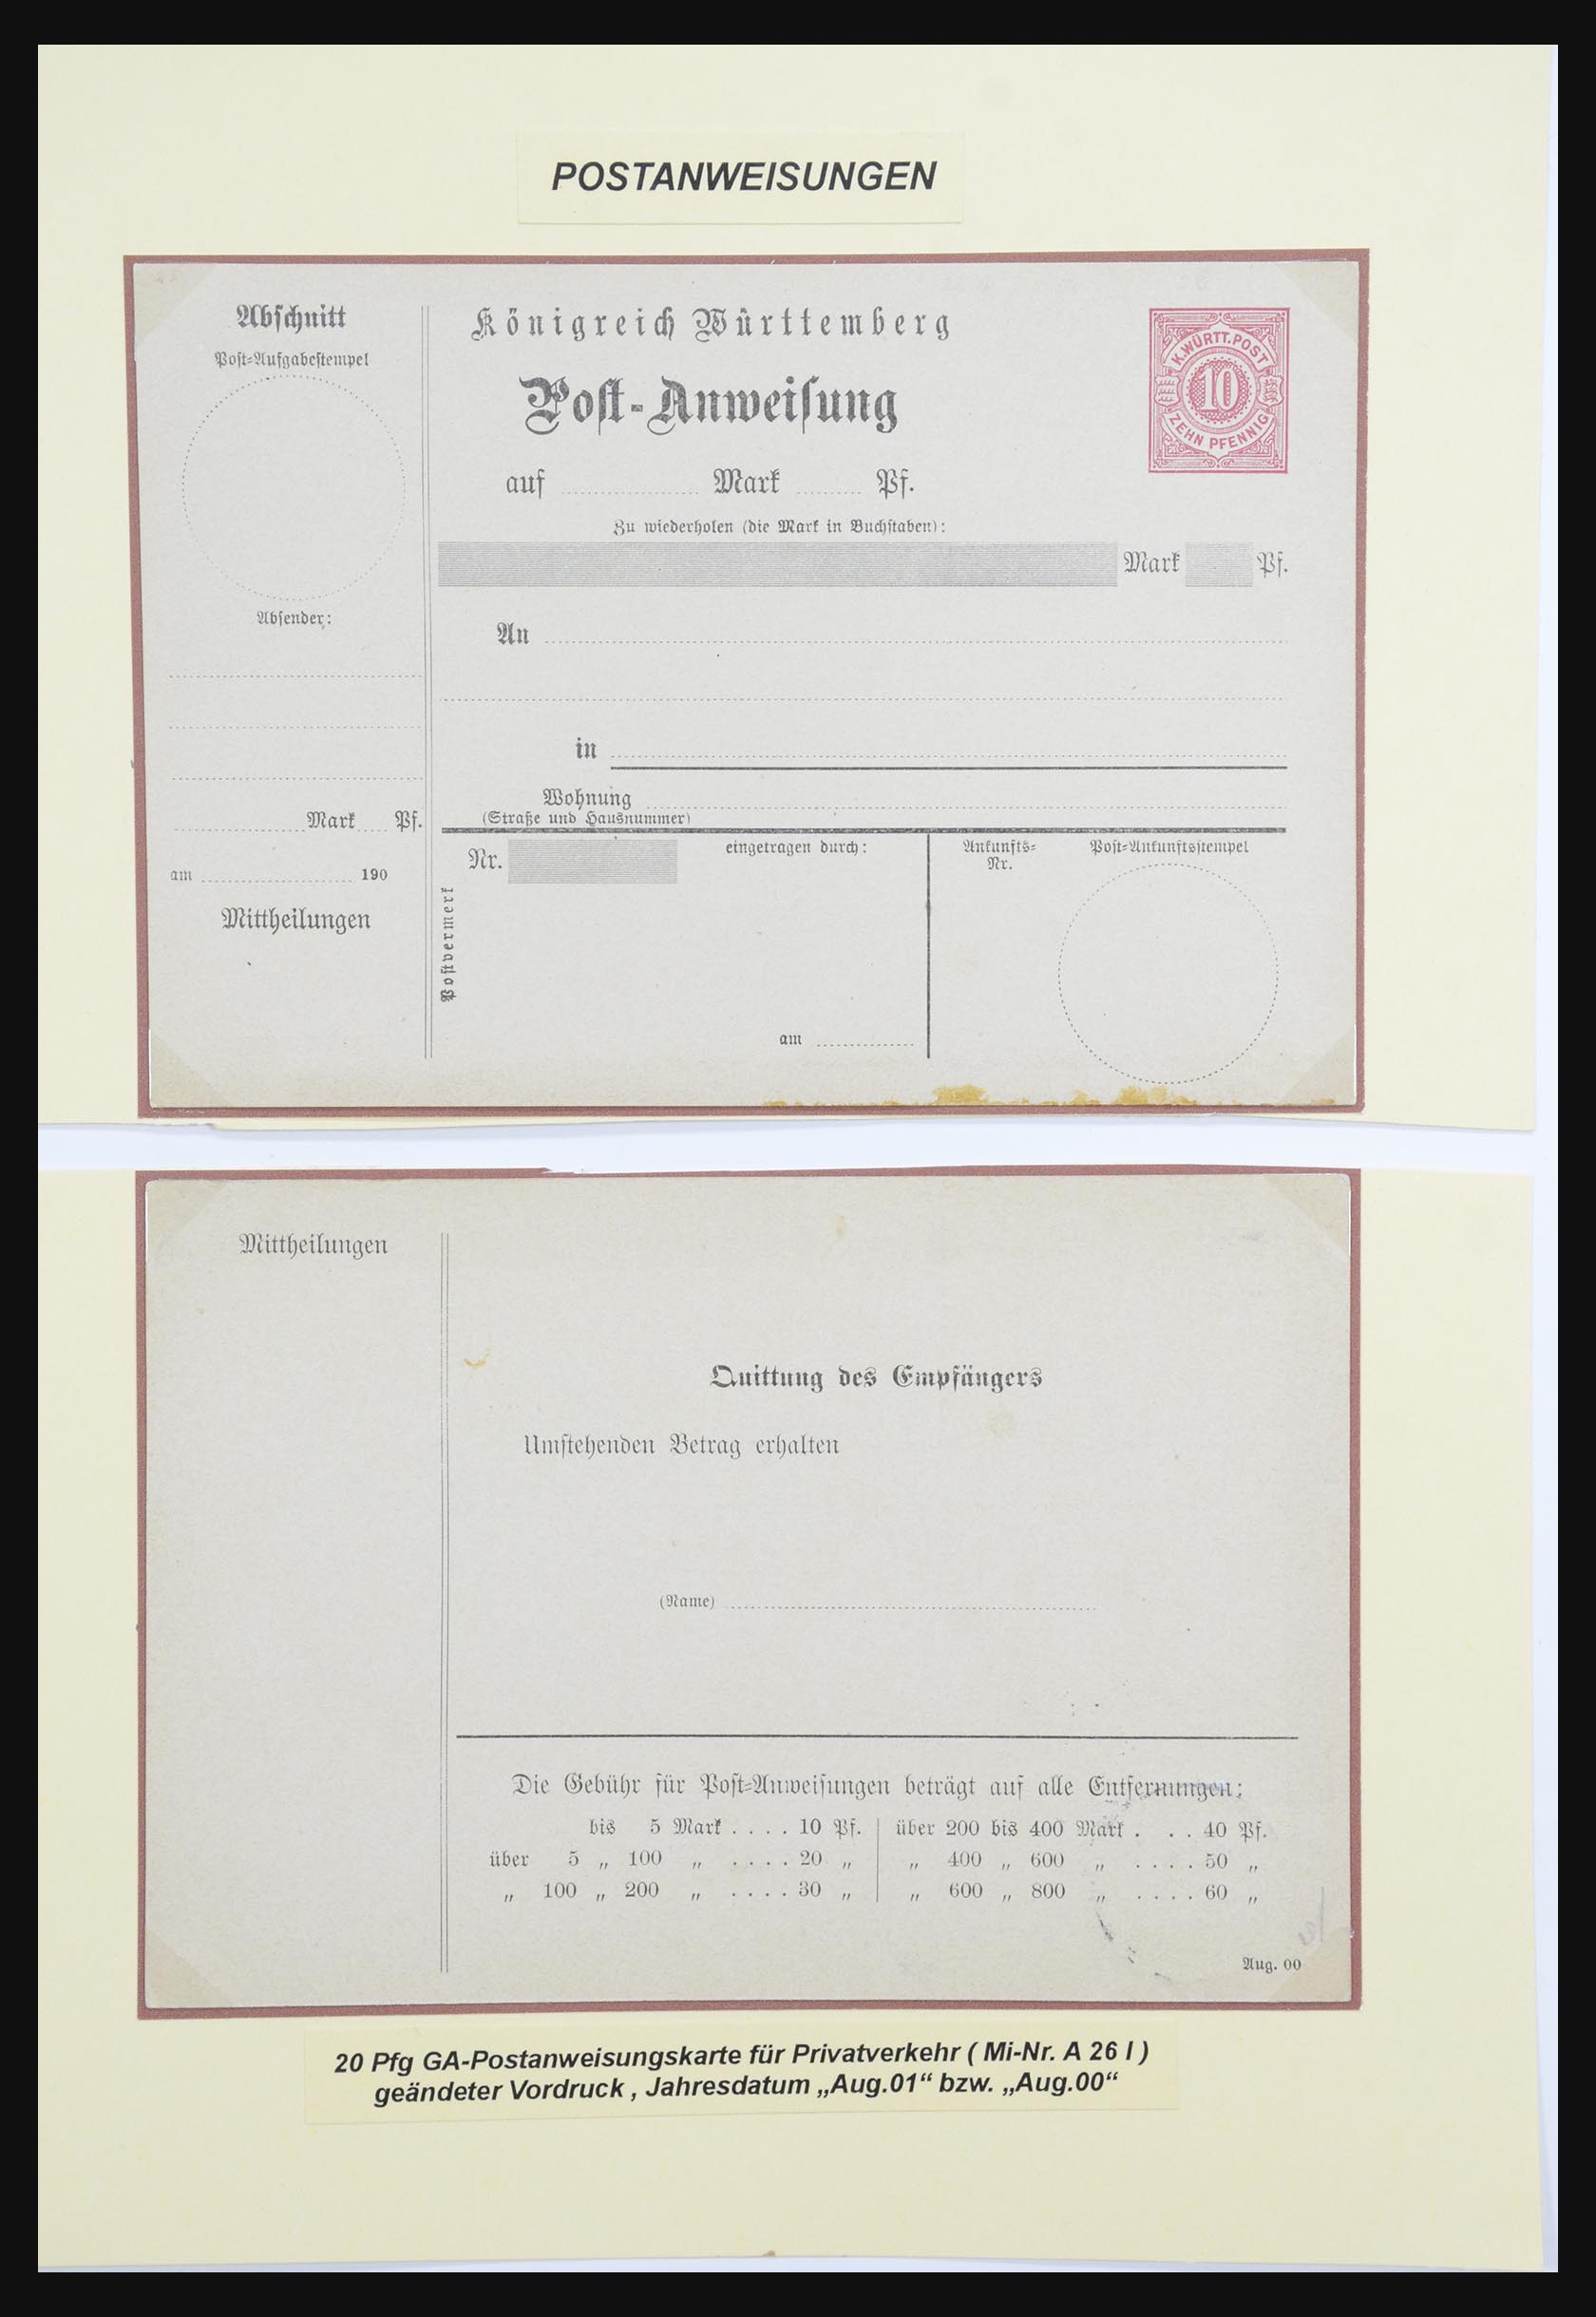 POSTANWEISUNGEN
Abschnitt
Post-Aufgabestempel
Absender:
Mark Pf.
am 190
Mittheilungen
Königreich Württemberg
Post-Anweisung
auf Mark Pf.
Zu wiederholen (die Mark in Buchstaben):
Mark Pf.
An
in
Wohnung
(Straße und Hausnummer)
K.WÜRTT.POST
10
ZEHN PFENNIG
Postvermerk
Nr.
eingetragen durch:
am
Ankunfts-
Nr.
Post-Ankunftsstempel
Mittheilungen
Quittung des Empfängers
Umstehenden Betrag erhalten
(Name)
Die Gebühr für Post-Anweisungen beträgt auf alle Entfernungen:
bis 5 Mark . . . . 10 Pf. über 200 bis 400 Mark . . . 40 Pf.
über 5 „ 100 „ . . . . 20 „ „ 400 „ 600 „ . . . . 50 „
„ 100 „ 200 „ . . . . 30 „ „ 600 „ 800 „ . . . . 60 „
Aug. 00
20 Pfg GA-Postanweisungskarte für Privatverkehr ( Mi-Nr. A 26 I )
geändeter Vordruck , Jahresdatum „Aug.01“ bzw. „Aug.00“